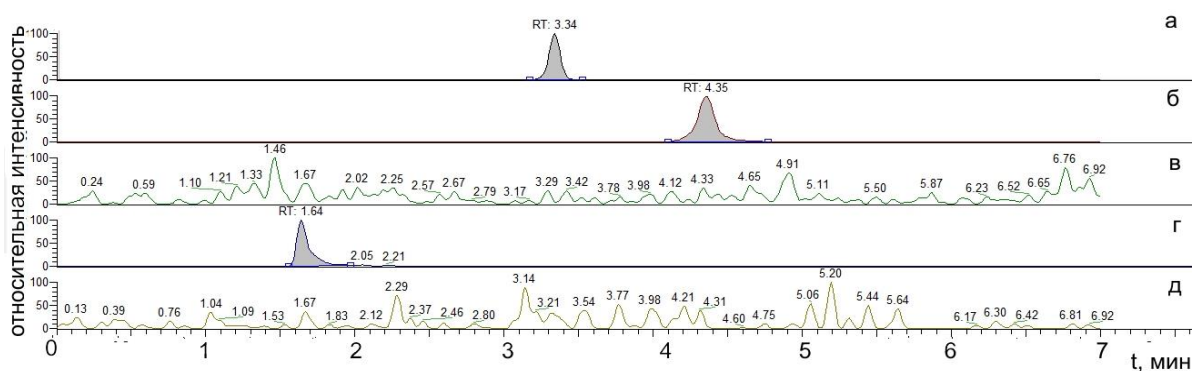 относительная интенсивность
а
RT: 3.34
100
50
0
б
RT: 4.35
100
50
0
в
1.46
100
50
0
0.24 0.59 1.10 1.21 1.33 1.67 2.02 2.25 2.57 2.67 2.79 3.17 3.29 3.42 3.78 3.98 4.12 4.33 4.65 4.91 5.11 5.50 5.87 6.23 6.52 6.65 6.76 6.92
г
RT: 1.64
100
50
0
2.05 2.21
д
100
50
0
0.13 0.39 0.76 1.04 1.09 1.53 1.67 1.83 2.12 2.29 2.37 2.46 2.80 3.14 3.21 3.54 3.77 3.98 4.21 4.31 4.60 4.75 5.06 5.20 5.44 5.64 6.17 6.30 6.42 6.81 6.92
0 1 2 3 4 5 6 7
t, мин